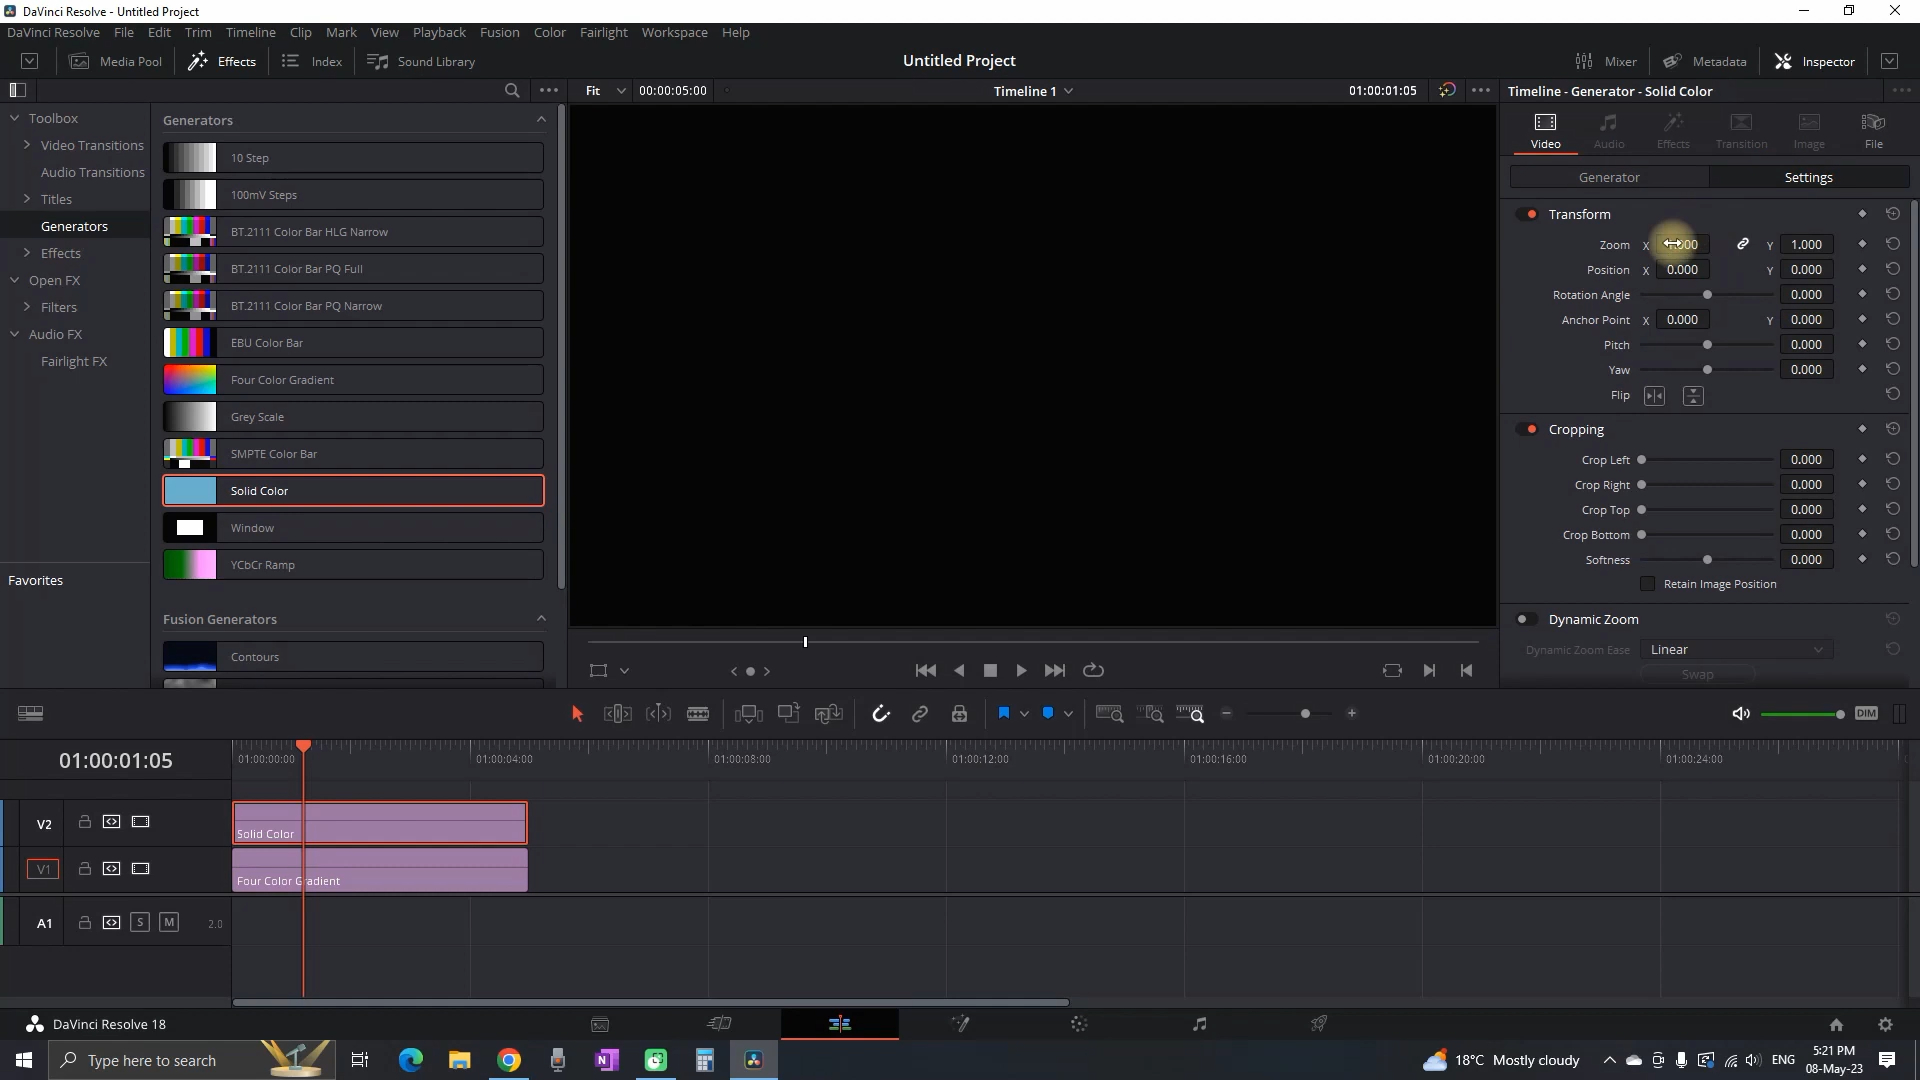 DaVinci Resolve - Untitled Project
DaVinci Resolve File Edit Trim Timeline Clip Mark View Playback Fusion Color Fairlight Workspace Help
Media Pool Effects Index Sound Library Untitled Project Mixer Metadata Inspector
Fit 00:00:05:00 Timeline 1 01:00:01:05 Timeline - Generator - Solid Color
Toolbox
Video Transitions
Audio Transitions
Titles
Generators
Effects
Open FX
Filters
Audio FX
Fairlight FX
Favorites
Generators
10 Step
100mV Steps
BT.2111 Color Bar HLG Narrow
BT.2111 Color Bar PQ Full
BT.2111 Color Bar PQ Narrow
EBU Color Bar
Four Color Gradient
Grey Scale
SMPTE Color Bar
Solid Color
Window
YCbCr Ramp
Fusion Generators
Contours
Video Audio Effects Transition Image File
Generator Settings
Transform
Zoom X Y 1.000
Position X 0.000 Y 0.000
Rotation Angle 0.000
Anchor Point X 0.000 Y 0.000
Pitch 0.000
Yaw 0.000
Flip
Cropping
Crop Left 0.000
Crop Right 0.000
Crop Top 0.000
Crop Bottom 0.000
Softness 0.000
Retain Image Position
Dynamic Zoom
Dynamic Zoom Ease Linear
Swap
DIM
01:00:01:05 01:00:00:00 01:00:04:00 01:00:08:00 01:00:12:00 01:00:16:00 01:00:20:00 01:00:24:00
V2 Solid Color
V1 Four Color Gradient
A1 S M 2.0
DaVinci Resolve 18
Type here to search 18°C Mostly cloudy ENG 5:21 PM
08-May-23